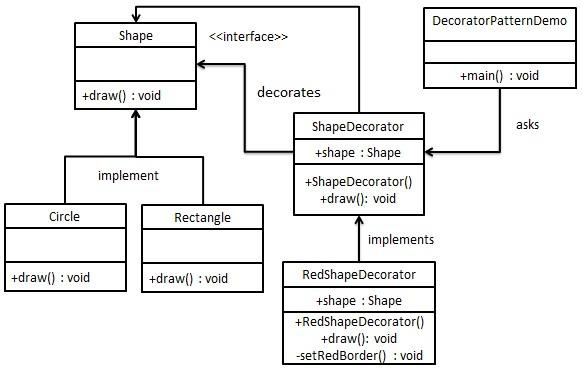 Shape
<<interface>>
+draw() : void
DecoratorPatternDemo
+main() : void
decorates
asks
ShapeDecorator
+shape : Shape
+ShapeDecorator()
+draw(): void
implement
Circle
+draw() : void
Rectangle
+draw() : void
implements
RedShapeDecorator
+shape : Shape
+RedShapeDecorator()
+draw(): void
-setRedBorder() : void